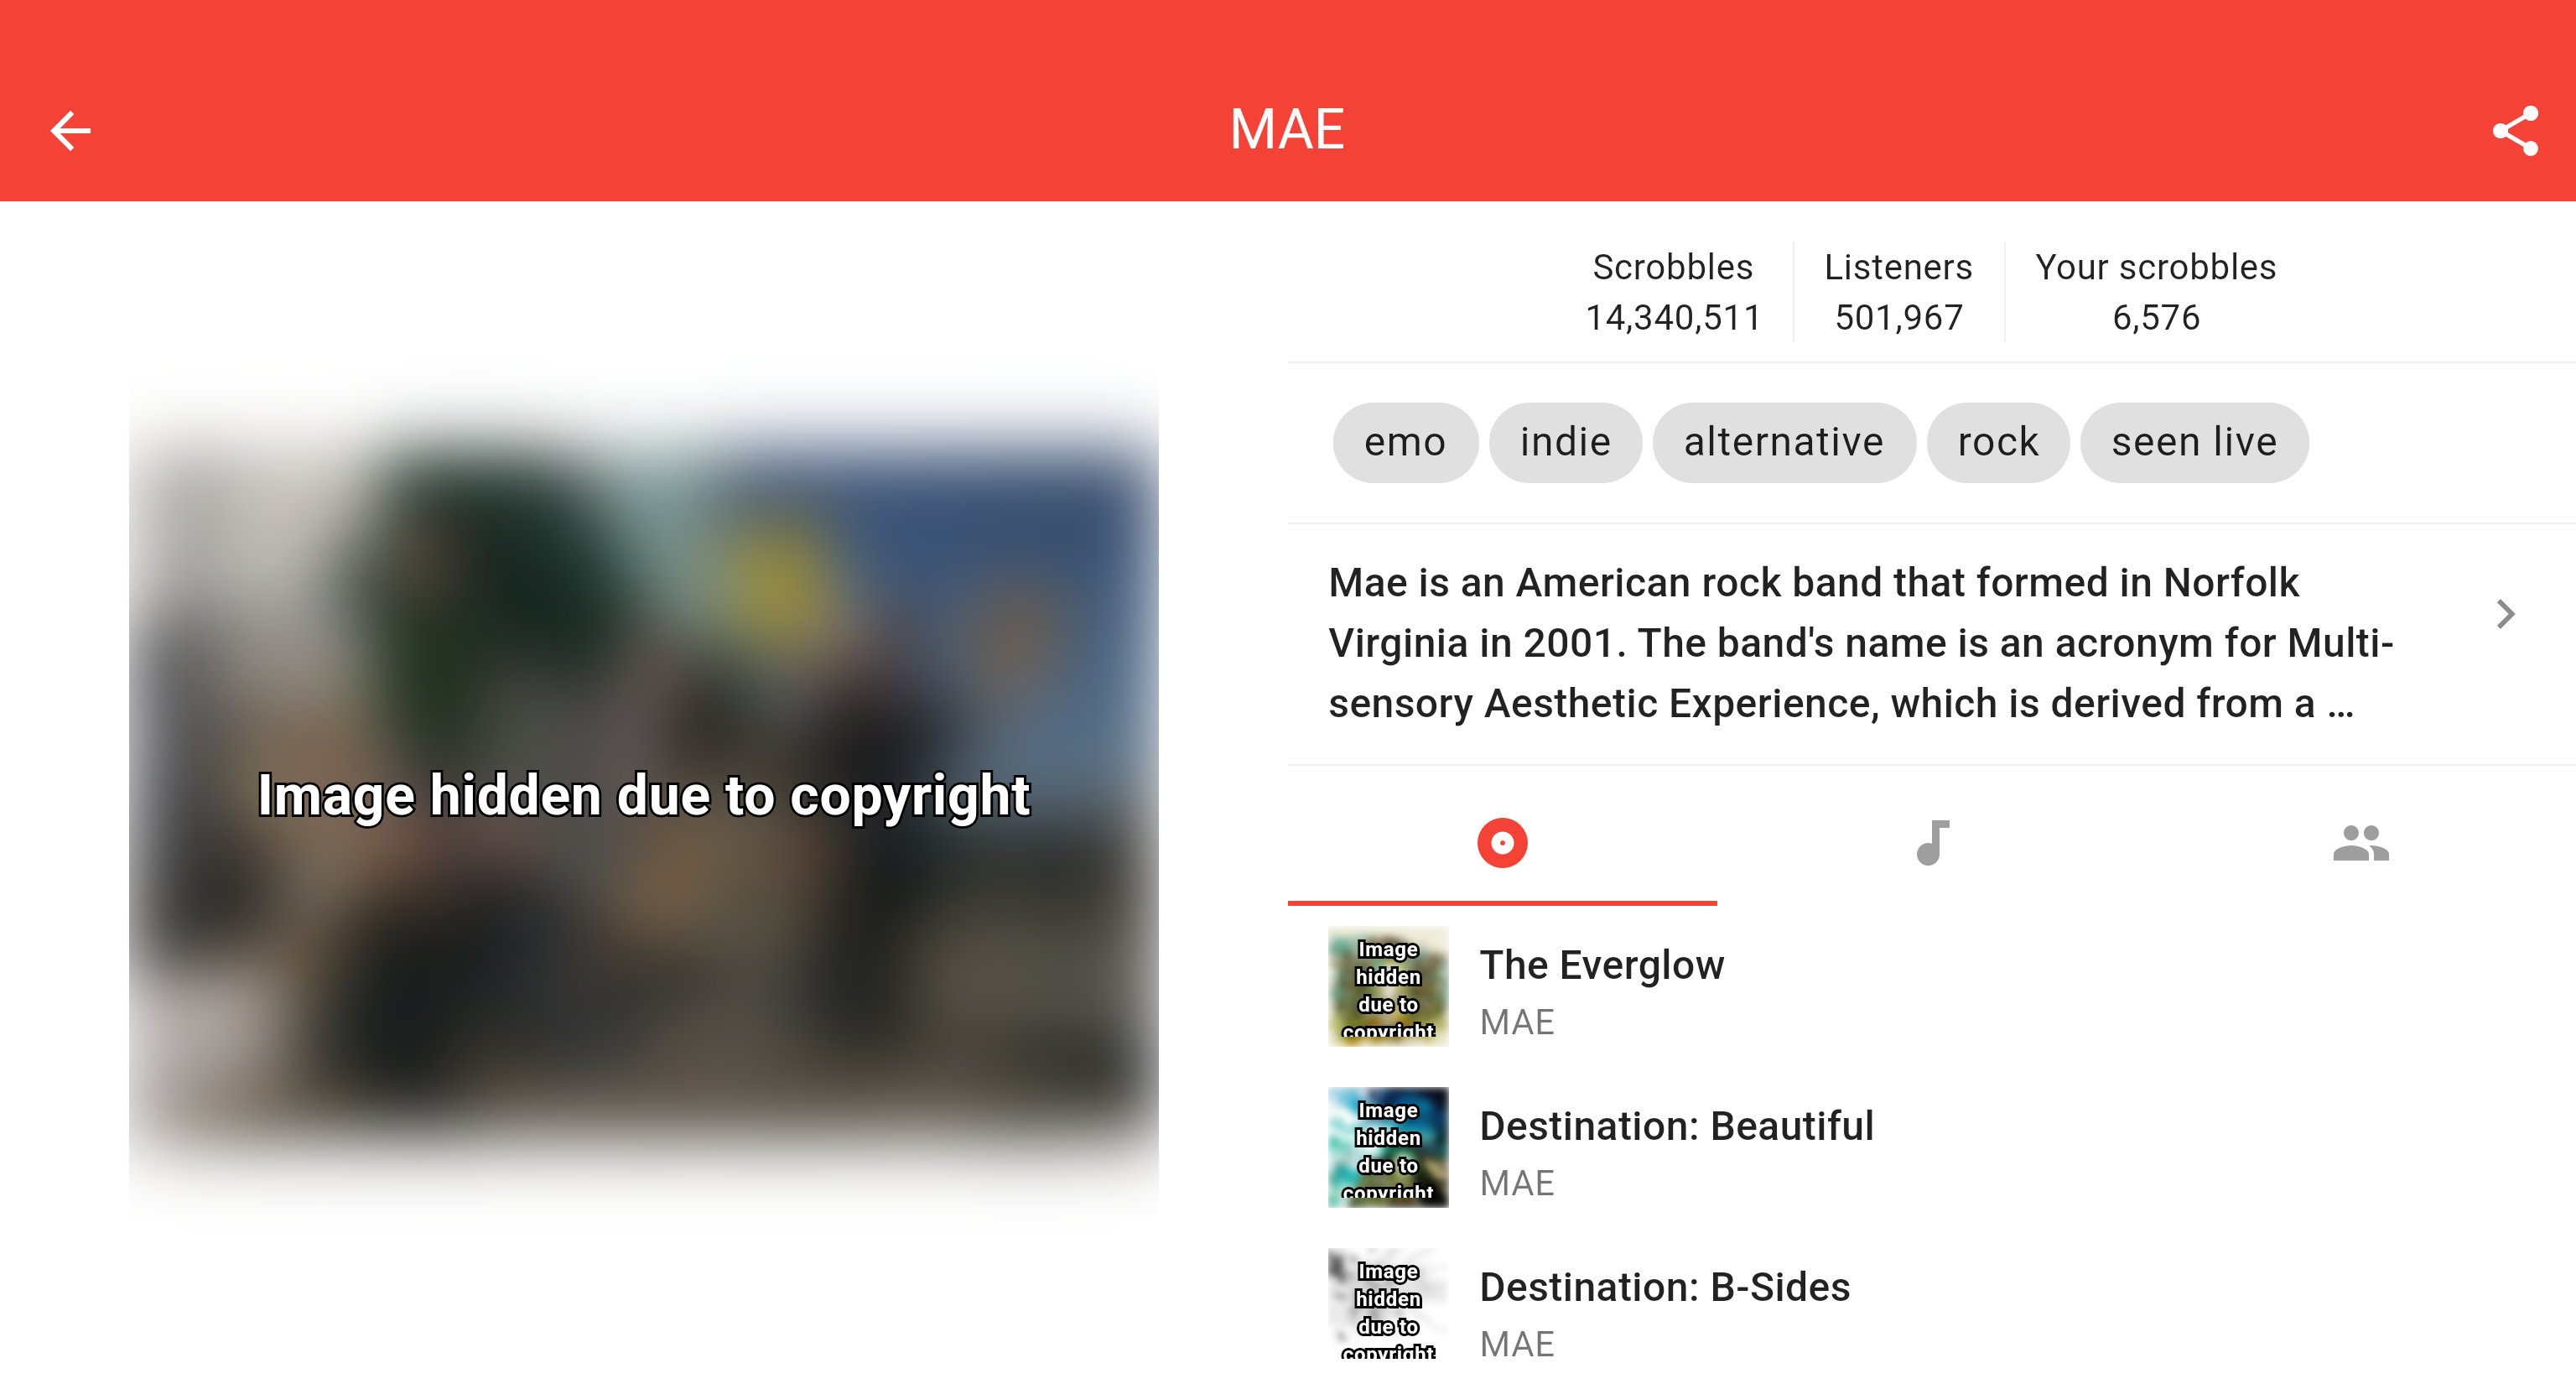 MAE
Scrobbles
14,340,511
Listeners
501,967
Your scrobbles
6,576
emo
indie
alternative
rock
seen live
Mae is an American rock band that formed in Norfolk
Virginia in 2001. The band's name is an acronym for Multi-
sensory Aesthetic Experience, which is derived from a ...
Image hidden due to copyright
Image
hidden
due to
copyright
The Everglow
MAE
Image
hidden
due to
copyright
Destination: Beautiful
MAE
Image
hidden
due to
copyright
Destination: B-Sides
MAE